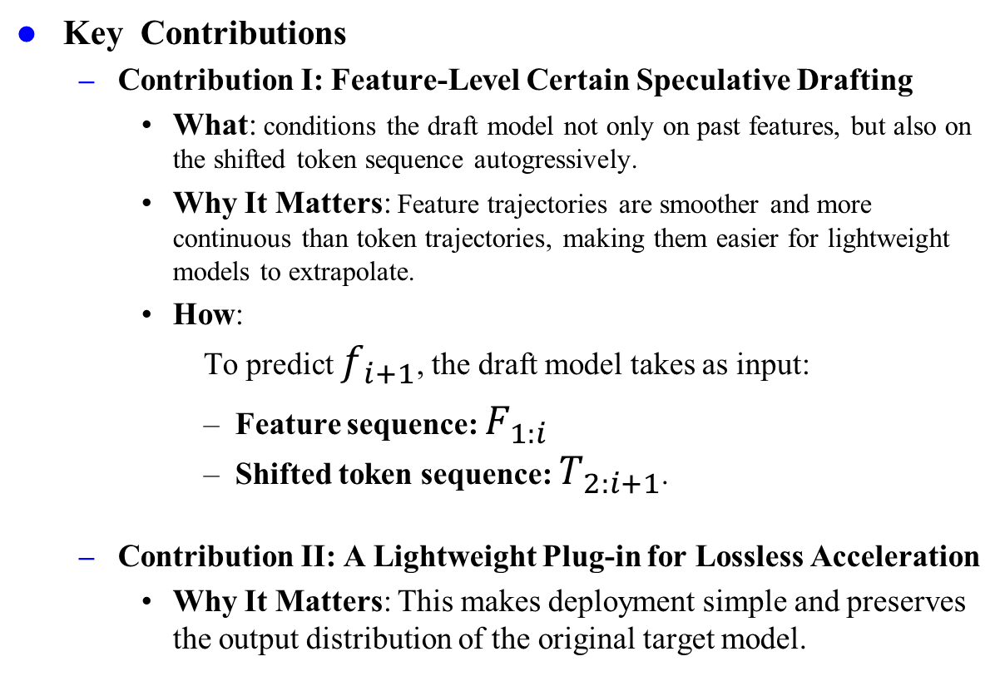 ● Key Contributions
– Contribution I: Feature-Level Certain Speculative Drafting
• What: conditions the draft model not only on past features, but also on
the shifted token sequence autogressively.
• Why It Matters: Feature trajectories are smoother and more
continuous than token trajectories, making them easier for lightweight
models to extrapolate.
• How:
To predict f_{i+1}, the draft model takes as input:
– Feature sequence: F_{1:i}
– Shifted token sequence: T_{2:i+1}.
– Contribution II: A Lightweight Plug-in for Lossless Acceleration
• Why It Matters: This makes deployment simple and preserves
the output distribution of the original target model.